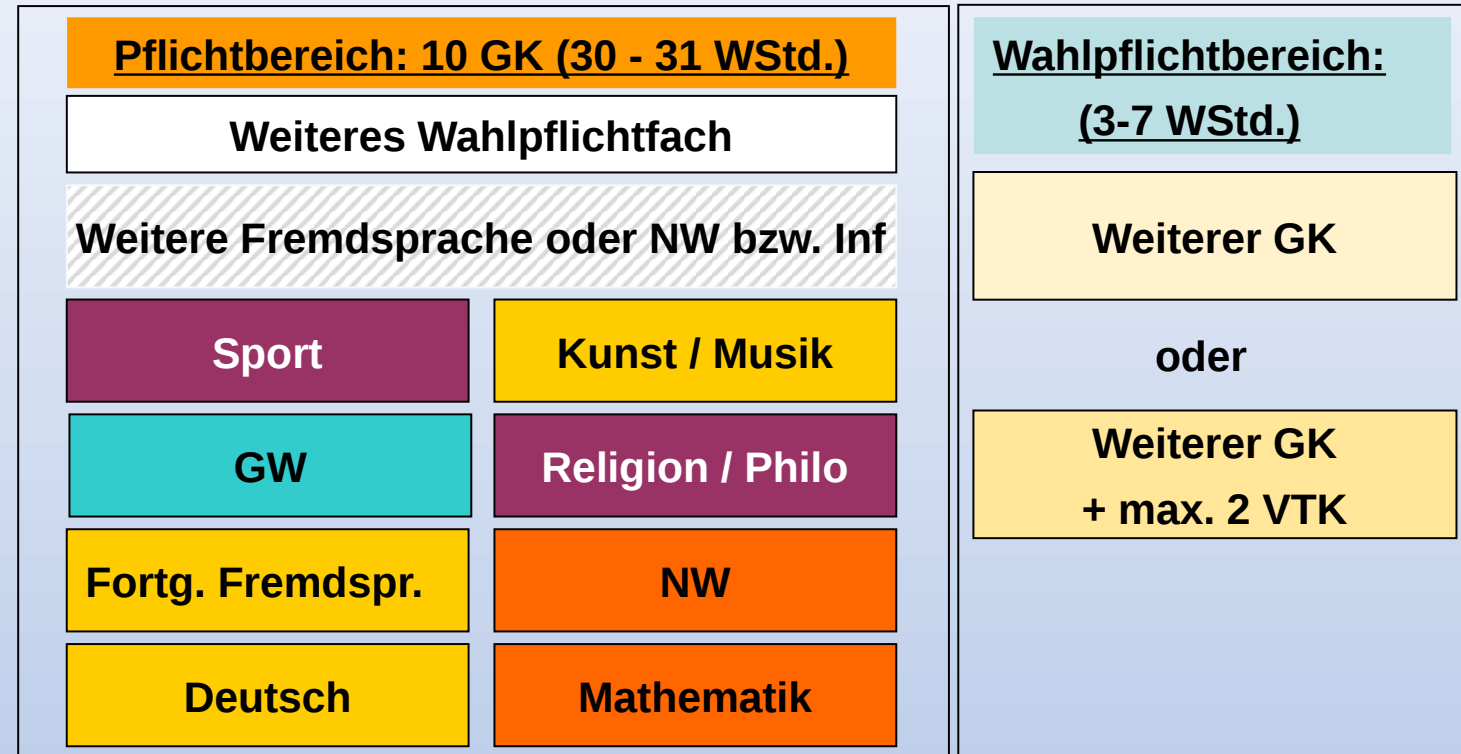 Pflichtbereich: 10 GK (30 - 31 WStd.)
Weiteres Wahlpflichtfach
Weitere Fremdsprache oder NW bzw. Inf
Sport
Kunst / Musik
GW
Religion / Philo
Fortg. Fremdspr.
NW
Deutsch
Mathematik
Wahlpflichtbereich:
(3-7 WStd.)
Weiterer GK
oder
Weiterer GK
+ max. 2 VTK